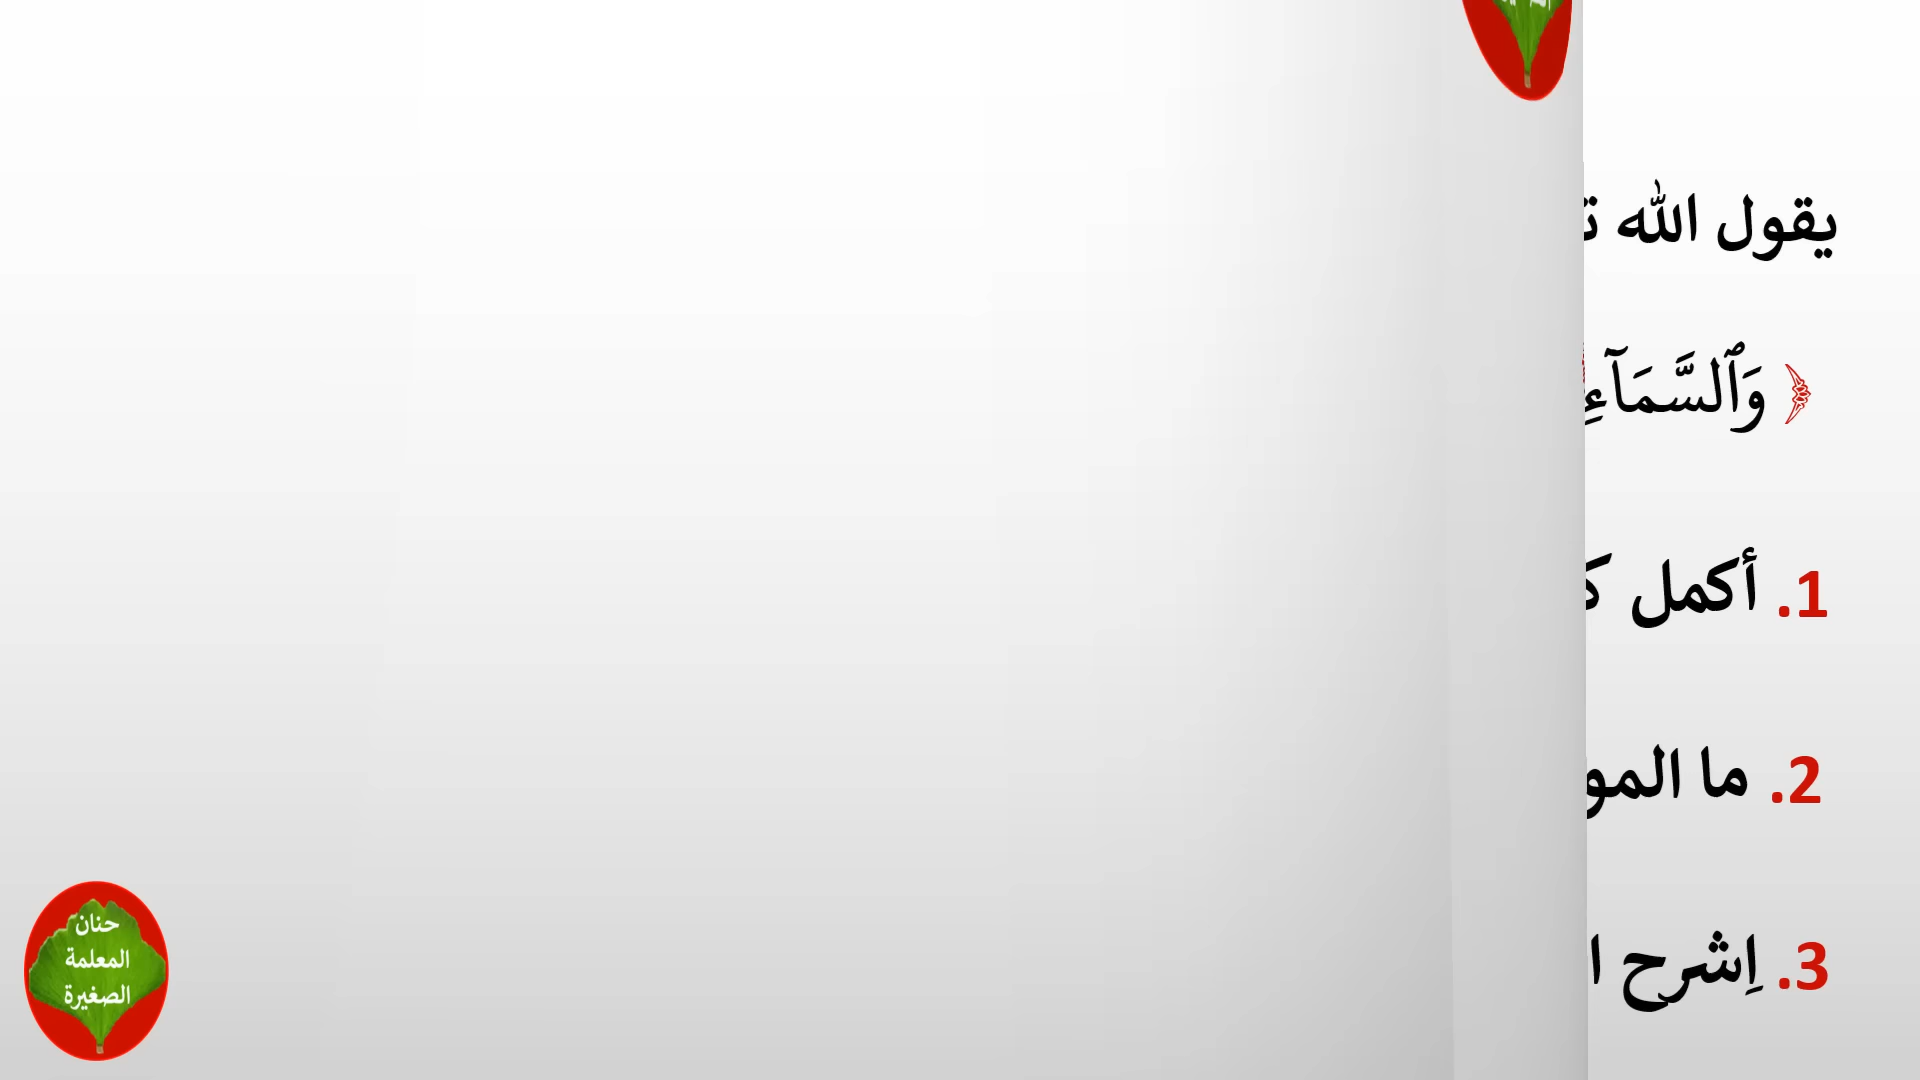 يقول الله
﴿ وَٱلسَّمَآءِ
1. أكمل
2. ما
3. اِشرح
حنان
المعلمة
الصغيرة